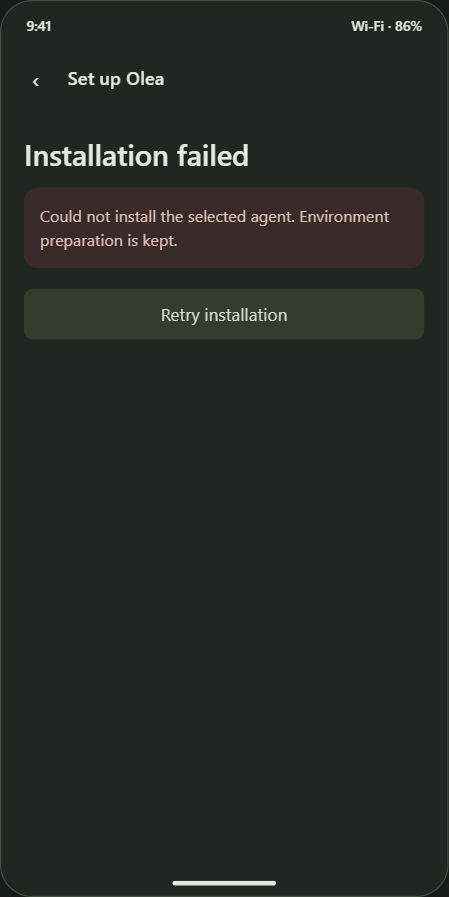 9:41
Wi-Fi · 86%
‹ Set up Olea
Installation failed
Could not install the selected agent. Environment
preparation is kept.
Retry installation